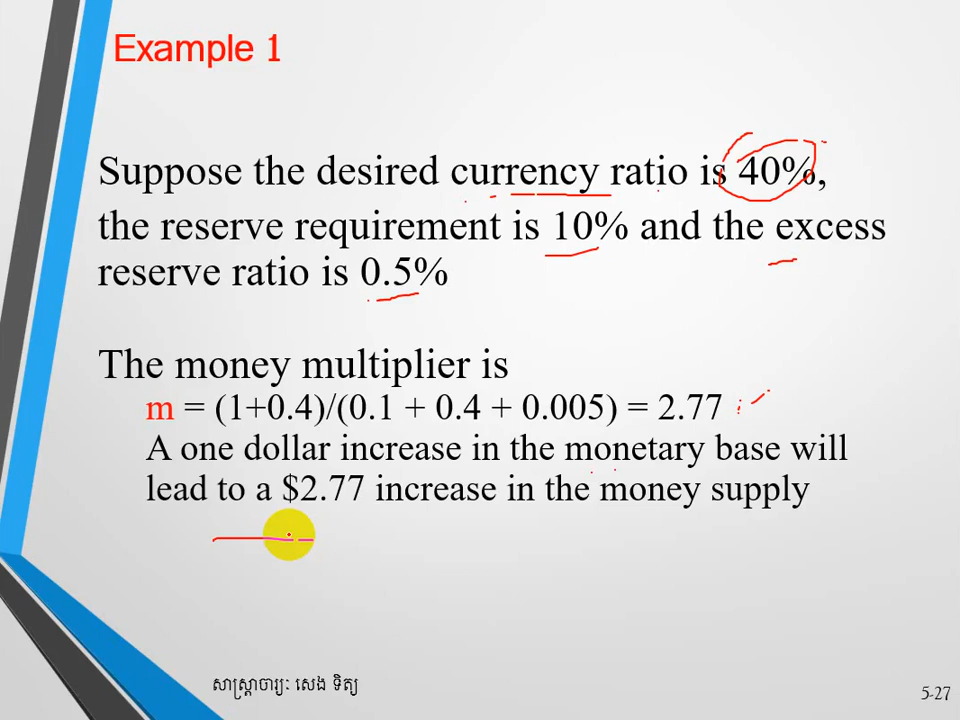 Example 1
Suppose the desired currency ratio is 40%,
the reserve requirement is 10% and the excess
reserve ratio is 0.5%
The money multiplier is
m = (1+0.4)/(0.1 + 0.4 + 0.005) = 2.77
A one dollar increase in the monetary base will
lead to a $2.77 increase in the money supply
សាស្ត្រាចារ្យៈ សេង ទិត្យ
5-27